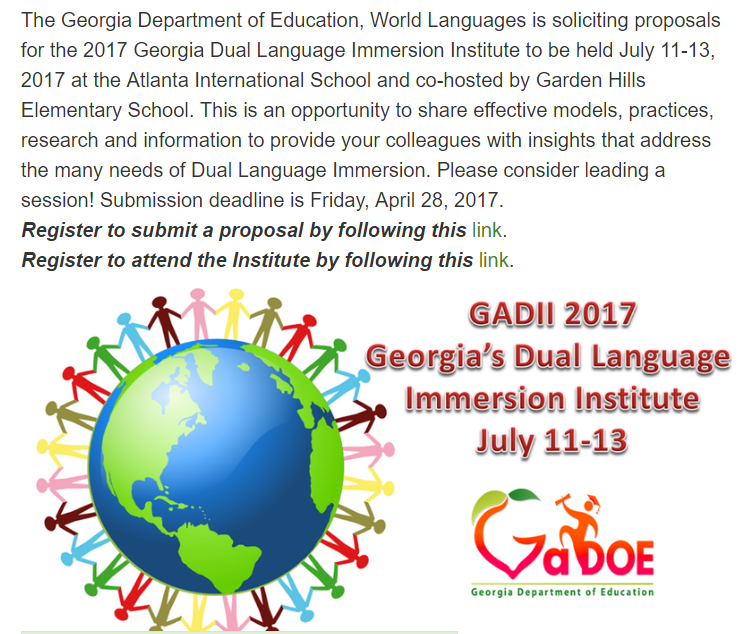 The Georgia Department of Education, World Languages is soliciting proposals
for the 2017 Georgia Dual Language Immersion Institute to be held July 11-13,
2017 at the Atlanta International School and co-hosted by Garden Hills
Elementary School. This is an opportunity to share effective models, practices,
research and information to provide your colleagues with insights that address
the many needs of Dual Language Immersion. Please consider leading a
session! Submission deadline is Friday, April 28, 2017.
Register to submit a proposal by following this link.
Register to attend the Institute by following this link.
GADII 2017
Georgia's Dual Language
Immersion Institute
July 11-13
GaDOE
Georgia Department of Education